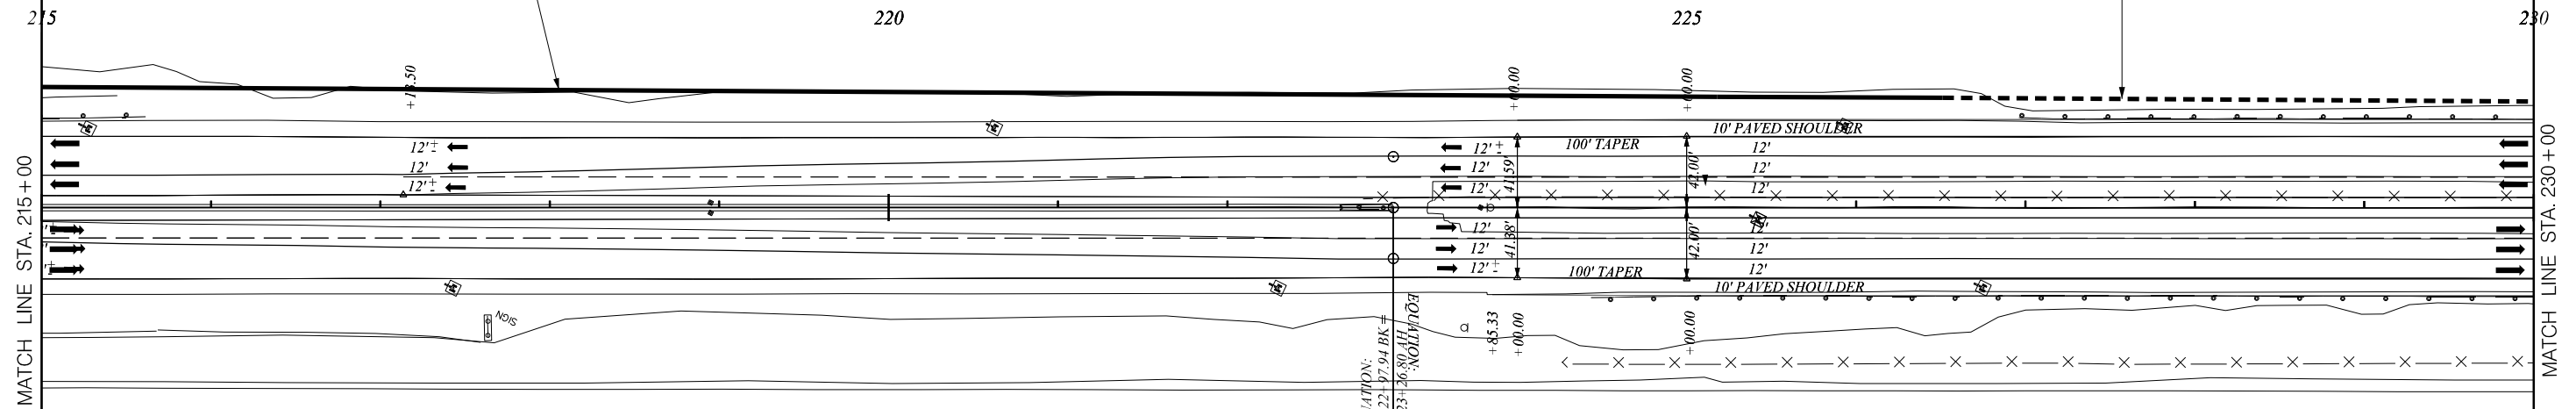 215 220 225 230
+13.50 +00.00 +00.00
10' PAVED SHOULDER
12'± 12'± 100' TAPER 12'
12' 12' 41.59' 42.00' 12'
12'± 12' 12'
12' 12'
12' 41.38' 42.00' 12'
12'± 100' TAPER 12'
10' PAVED SHOULDER
SIGN
+85.33 +00.00 +00.00
EQUATION:
22+97.94 BK =
23+26.80 AH
MATCH LINE STA. 215+00
MATCH LINE STA. 230+00